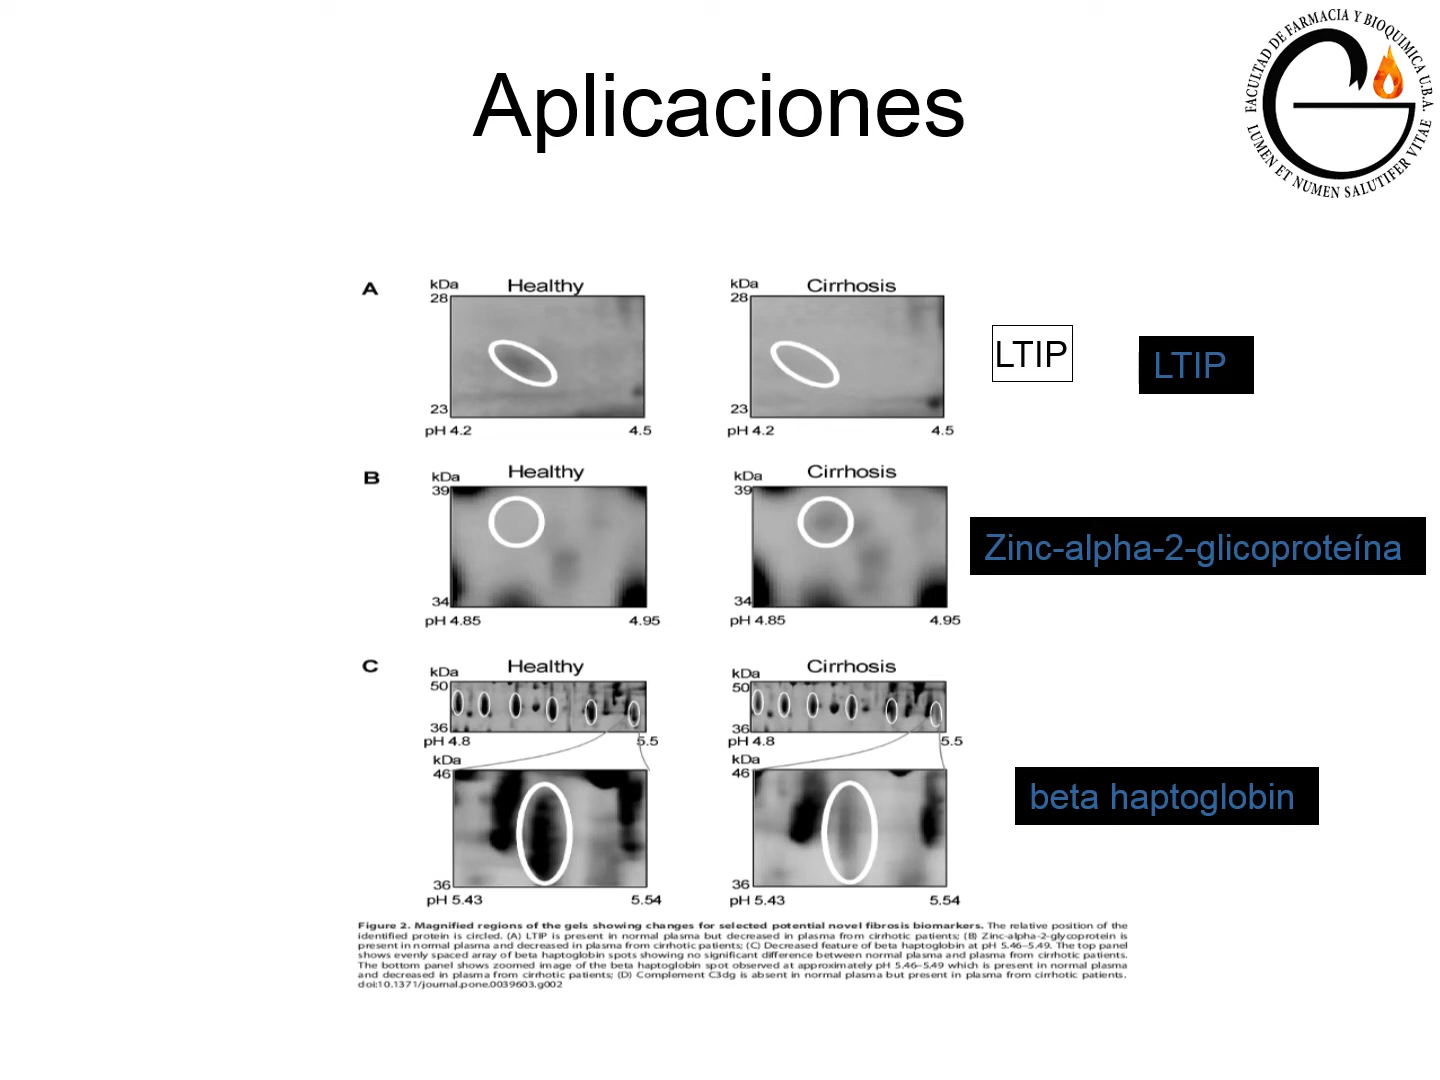 Aplicaciones
FACULTAD DE FARMACIA Y BIOQUIMICA U.B.A.
LUMEN ET NUMEN SALUTIFER VITAE
A
kDa
Healthy
28
23
pH 4.2
4.5
kDa
Cirrhosis
28
23
pH 4.2
4.5
LTIP
LTIP
B
kDa
Healthy
39
34
pH 4.85
4.95
kDa
Cirrhosis
39
34
pH 4.85
4.95
Zinc-alpha-2-glicoproteína
C
kDa
Healthy
50
36
pH 4.8
5.5
kDa
46
36
pH 5.43
5.54
kDa
Cirrhosis
50
36
pH 4.8
5.5
kDa
46
36
pH 5.43
5.54
beta haptoglobin
Figure 2. Magnified regions of the gels showing changes for selected potential novel fibrosis biomarkers. The relative position of the
identified protein is circled. (A) LTIP is present in normal plasma but decreased in plasma from cirrhotic patients; (B) Zinc-alpha-2-glycoprotein is
present in normal plasma and decreased in plasma from cirrhotic patients; (C) Decreased feature of beta haptoglobin at pH 5.46–5.49. The top panel
shows evenly spaced array of beta haptoglobin spots showing no significant difference between normal plasma and plasma from cirrhotic patients.
The bottom panel shows zoomed image of the beta haptoglobin spot observed at approximately pH 5.46–5.49 which is present in normal plasma
and decreased in plasma from cirrhotic patients; (D) Complement C3dg is absent in normal plasma but present in plasma from cirrhotic patients.
doi:10.1371/journal.pone.0039603.g002